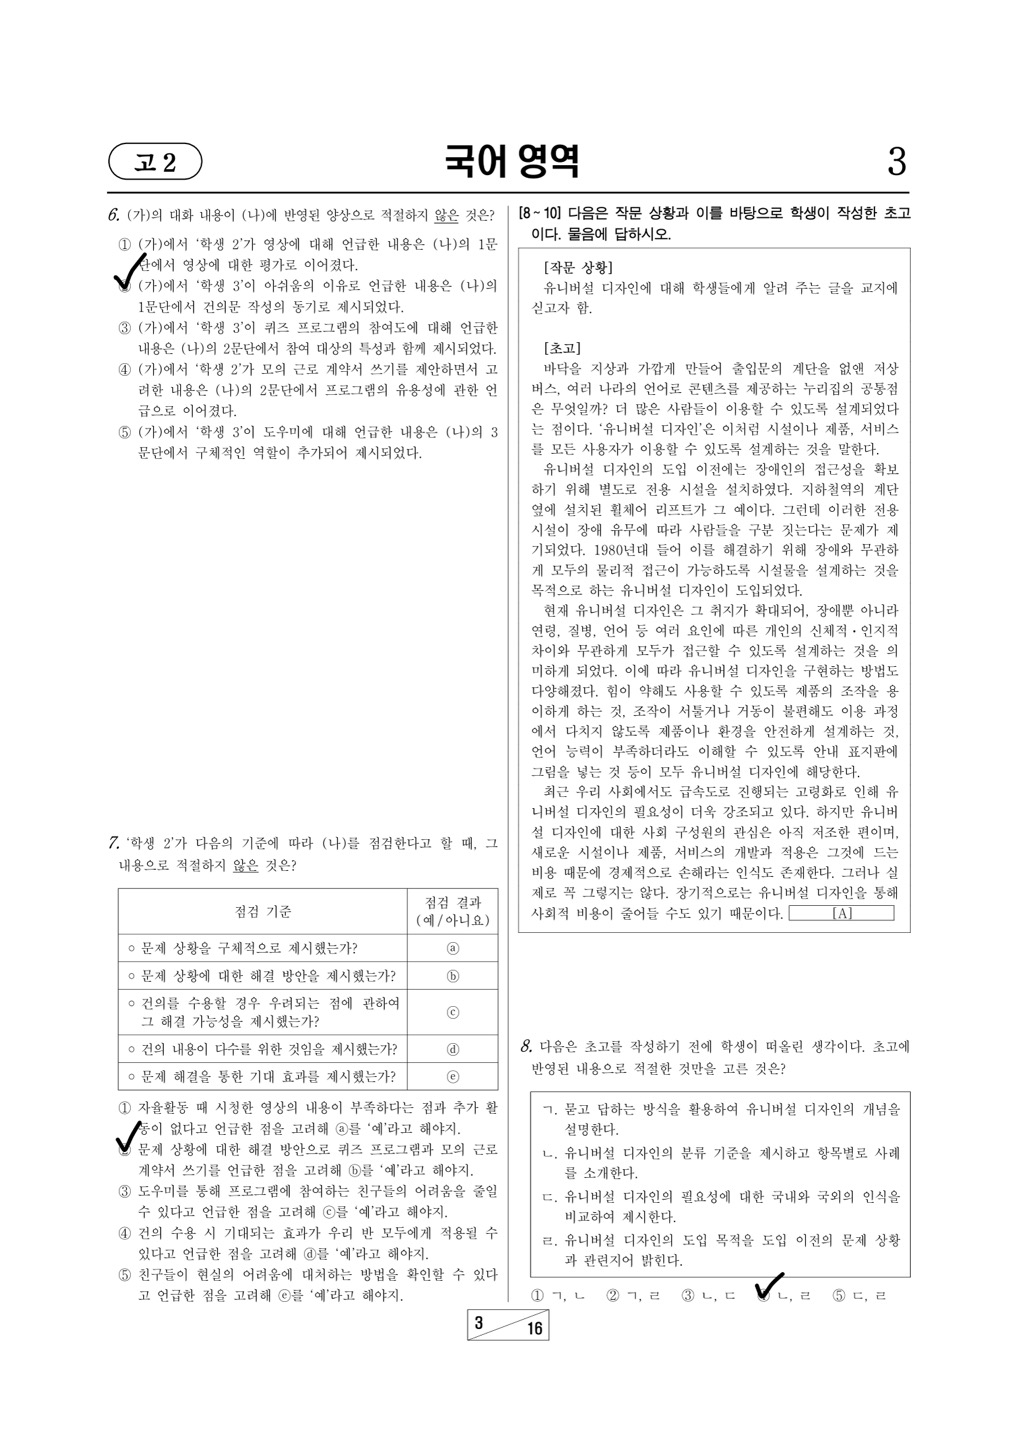 고 2
국어 영역
3
6. (가)의 대화 내용이 (나)에 반영된 양상으로 적절하지 않은 것은?
① (가)에서 ‘학생 2’가 영상에 대해 언급한 내용은 (나)의 1문
단에서 영상에 대한 평가로 이어졌다.
(가)에서 ‘학생 3’이 아쉬움의 이유로 언급한 내용은 (나)의
1문단에서 건의문 작성의 동기로 제시되었다.
③ (가)에서 ‘학생 3’이 퀴즈 프로그램의 참여도에 대해 언급한
내용은 (나)의 2문단에서 참여 대상의 특성과 함께 제시되었다.
④ (가)에서 ‘학생 2’가 모의 근로 계약서 쓰기를 제안하면서 고
려한 내용은 (나)의 2문단에서 프로그램의 유용성에 관한 언
급으로 이어졌다.
⑤ (가)에서 ‘학생 3’이 도우미에 대해 언급한 내용은 (나)의 3
문단에서 구체적인 역할이 추가되어 제시되었다.
7. ‘학생 2’가 다음의 기준에 따라 (나)를 점검한다고 할 때, 그
내용으로 적절하지 않은 것은?
점검 기준
점검 결과
(예/아니요)
○ 문제 상황을 구체적으로 제시했는가?
ⓐ
○ 문제 상황에 대한 해결 방안을 제시했는가?
ⓑ
○ 건의를 수용할 경우 우려되는 점에 관하여
그 해결 가능성을 제시했는가?
ⓒ
○ 건의 내용이 다수를 위한 것임을 제시했는가?
ⓓ
○ 문제 해결을 통한 기대 효과를 제시했는가?
ⓔ
① 자율활동 때 시청한 영상의 내용이 부족하다는 점과 추가 활
동이 없다고 언급한 점을 고려해 ⓐ를 ‘예’라고 해야지.
문제 상황에 대한 해결 방안으로 퀴즈 프로그램과 모의 근로
계약서 쓰기를 언급한 점을 고려해 ⓑ를 ‘예’라고 해야지.
③ 도우미를 통해 프로그램에 참여하는 친구들의 어려움을 줄일
수 있다고 언급한 점을 고려해 ⓒ를 ‘예’라고 해야지.
④ 건의 수용 시 기대되는 효과가 우리 반 모두에게 적용될 수
있다고 언급한 점을 고려해 ⓓ를 ‘예’라고 해야지.
⑤ 친구들이 현실의 어려움에 대처하는 방법을 확인할 수 있다
고 언급한 점을 고려해 ⓔ를 ‘예’라고 해야지.
[8~10] 다음은 작문 상황과 이를 바탕으로 학생이 작성한 초고
이다. 물음에 답하시오.
[작문 상황]
유니버설 디자인에 대해 학생들에게 알려 주는 글을 교지에
싣고자 함.
[초고]
바닥을 지상과 가깝게 만들어 출입문의 계단을 없앤 저상
버스, 여러 나라의 언어로 콘텐츠를 제공하는 누리집의 공통점
은 무엇일까? 더 많은 사람들이 이용할 수 있도록 설계되었다
는 점이다. ‘유니버설 디자인’은 이처럼 시설이나 제품, 서비스
를 모든 사용자가 이용할 수 있도록 설계하는 것을 말한다.
유니버설 디자인의 도입 이전에는 장애인의 접근성을 확보
하기 위해 별도로 전용 시설을 설치하였다. 지하철역의 계단
옆에 설치된 휠체어 리프트가 그 예이다. 그런데 이러한 전용
시설이 장애 유무에 따라 사람들을 구분 짓는다는 문제가 제
기되었다. 1980년대 들어 이를 해결하기 위해 장애와 무관하
게 모두의 물리적 접근이 가능하도록 시설물을 설계하는 것을
목적으로 하는 유니버설 디자인이 도입되었다.
현재 유니버설 디자인은 그 취지가 확대되어, 장애뿐 아니라
연령, 질병, 언어 등 여러 요인에 따른 개인의 신체적·인지적
차이와 무관하게 모두가 접근할 수 있도록 설계하는 것을 의
미하게 되었다. 이에 따라 유니버설 디자인을 구현하는 방법도
다양해졌다. 힘이 약해도 사용할 수 있도록 제품의 조작을 용
이하게 하는 것, 조작이 서툴거나 거동이 불편해도 이용 과정
에서 다치지 않도록 제품이나 환경을 안전하게 설계하는 것,
언어 능력이 부족하더라도 이해할 수 있도록 안내 표지판에
그림을 넣는 것 등이 모두 유니버설 디자인에 해당한다.
최근 우리 사회에서도 급속도로 진행되는 고령화로 인해 유
니버설 디자인의 필요성이 더욱 강조되고 있다. 하지만 유니버
설 디자인에 대한 사회 구성원의 관심은 아직 저조한 편이며,
새로운 시설이나 제품, 서비스의 개발과 적용은 그것에 드는
비용 때문에 경제적으로 손해라는 인식도 존재한다. 그러나 실
제로 꼭 그렇지는 않다. 장기적으로는 유니버설 디자인을 통해
사회적 비용이 줄어들 수도 있기 때문이다. [A]
8. 다음은 초고를 작성하기 전에 학생이 떠올린 생각이다. 초고에
반영된 내용으로 적절한 것만을 고른 것은?
ㄱ. 묻고 답하는 방식을 활용하여 유니버설 디자인의 개념을
설명한다.
ㄴ. 유니버설 디자인의 분류 기준을 제시하고 항목별로 사례
를 소개한다.
ㄷ. 유니버설 디자인의 필요성에 대한 국내와 국외의 인식을
비교하여 제시한다.
ㄹ. 유니버설 디자인의 도입 목적을 도입 이전의 문제 상황
과 관련지어 밝힌다.
① ㄱ, ㄴ ② ㄱ, ㄹ ③ ㄴ, ㄷ ㄴ, ㄹ ⑤ ㄷ, ㄹ
3
16